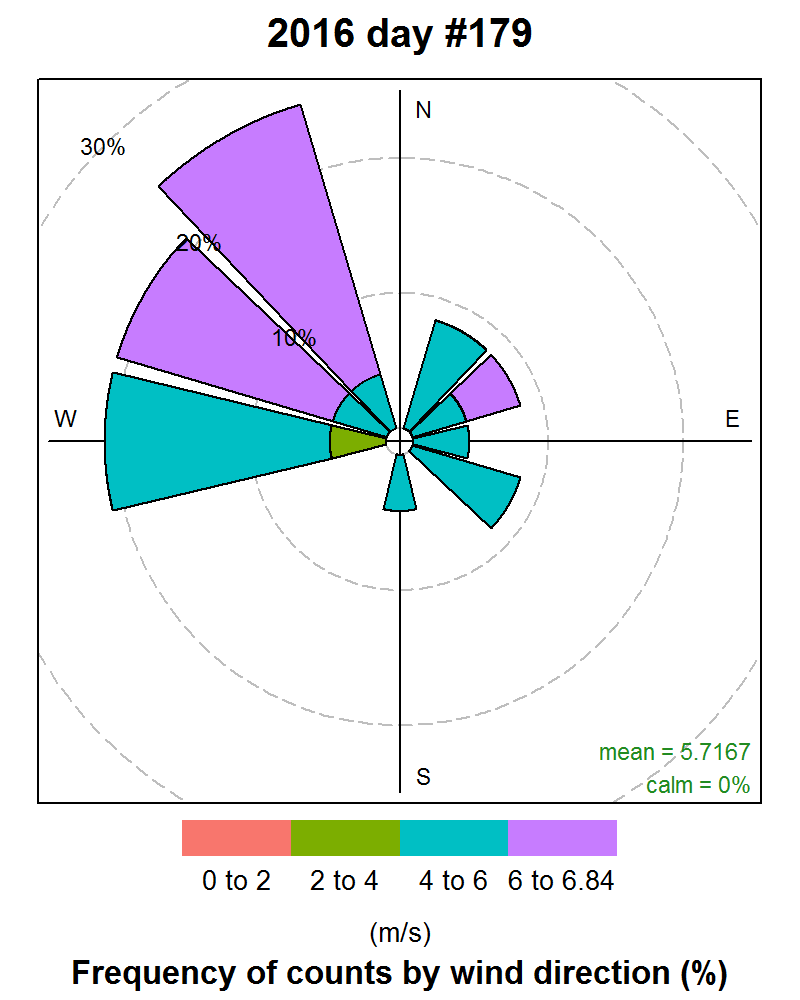 2016 day #179
N
30%
20%
10%
W
E
mean = 5.7167
S
calm = 0%
0 to 2
2 to 4
4 to 6
6 to 6.84
(m/s)
Frequency of counts by wind direction (%)